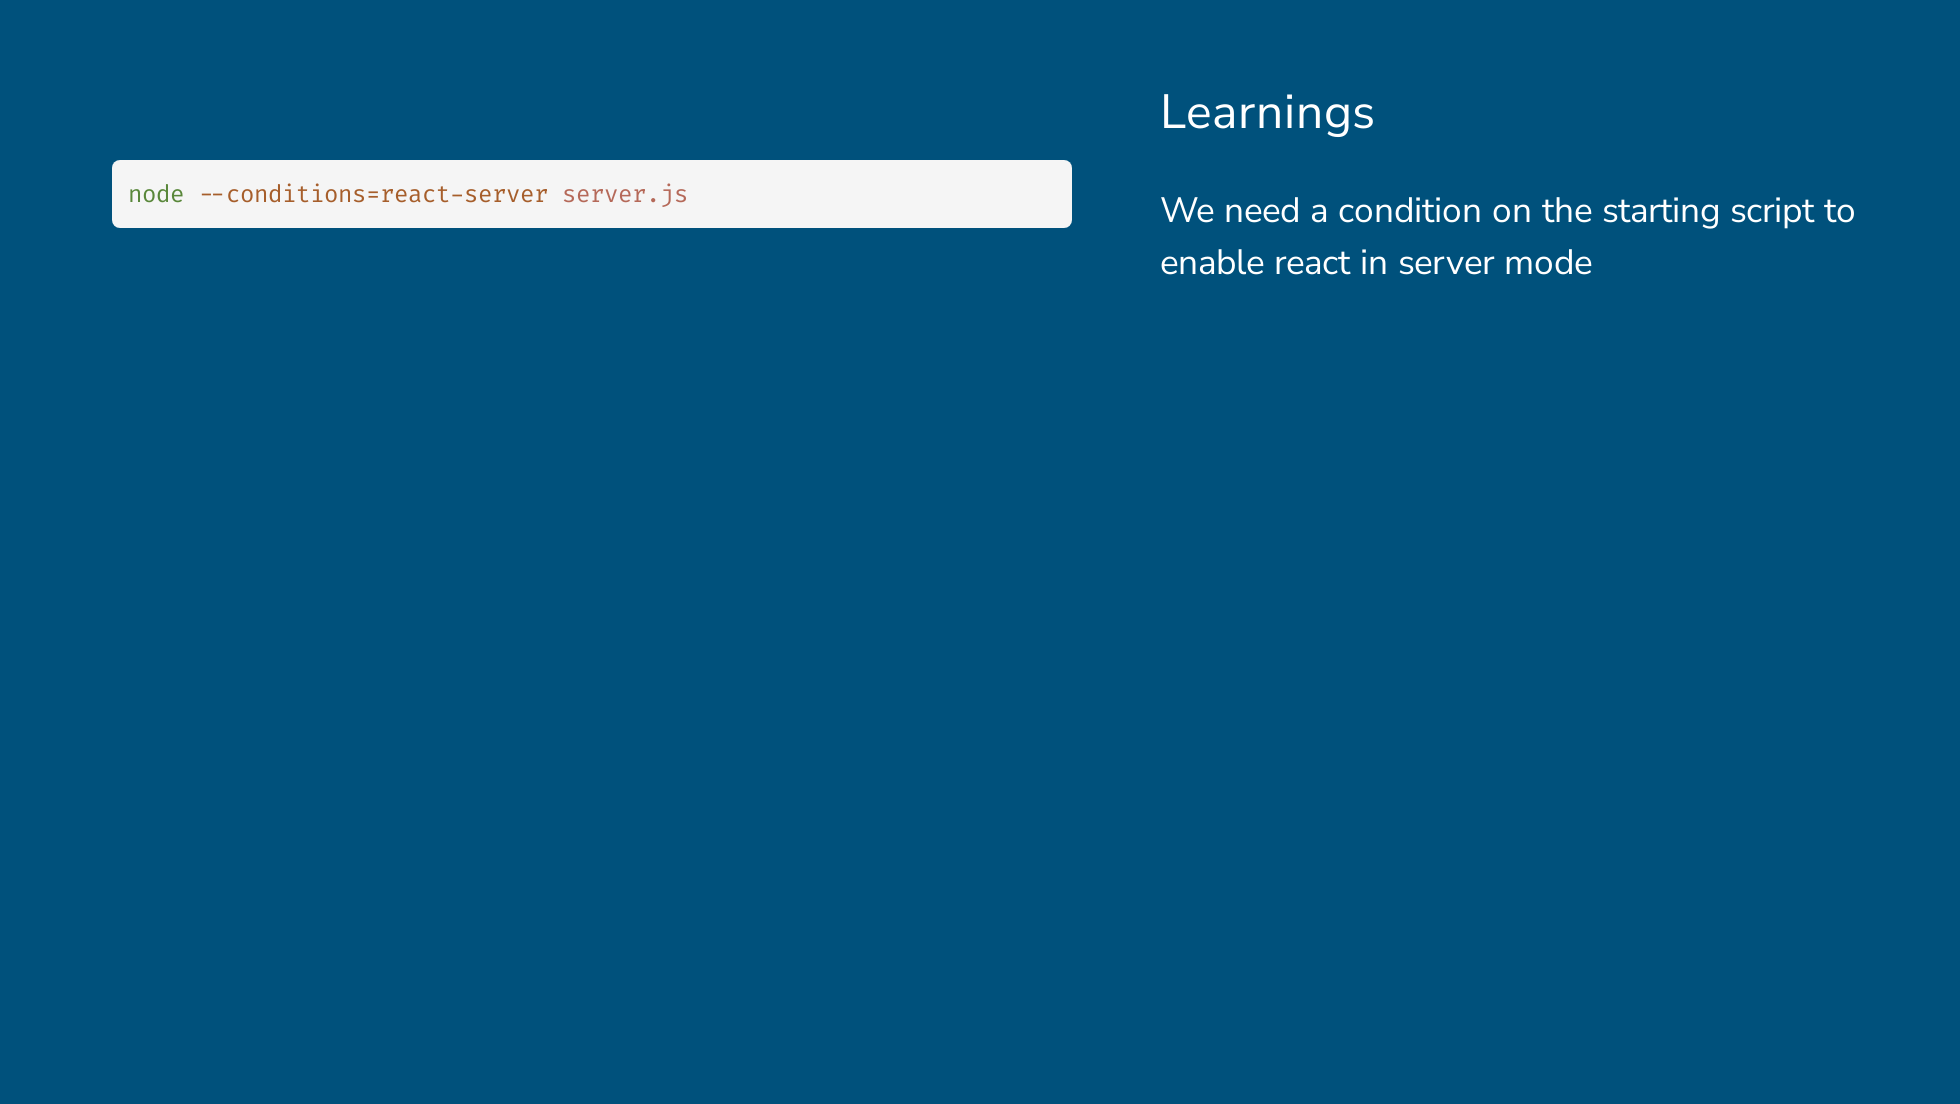 node --conditions=react-server server.js
Learnings
We need a condition on the starting script to
enable react in server mode